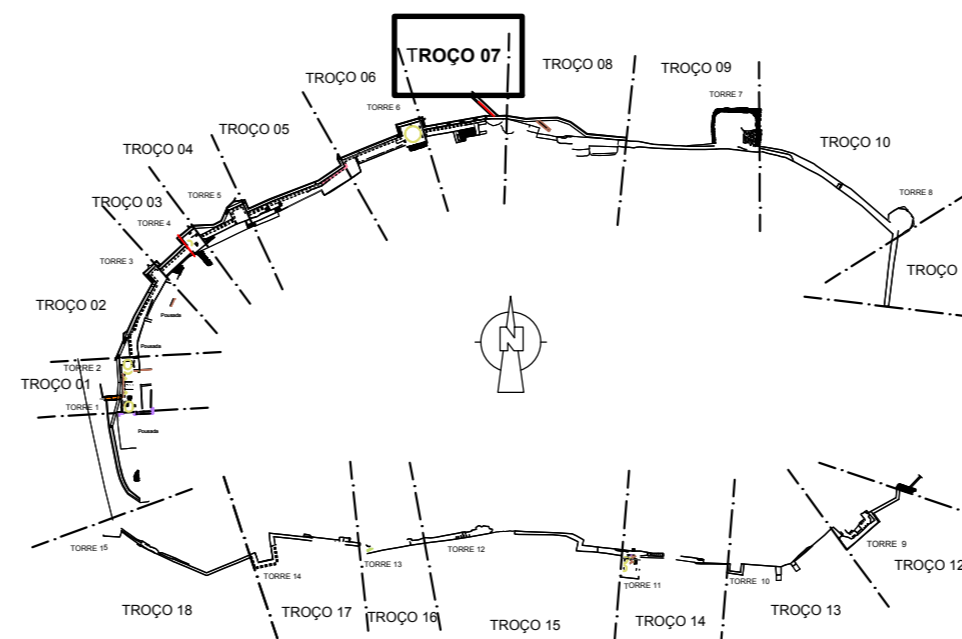 TROÇO 07
TROÇO 08
TROÇO 09
TROÇO 06
TORRE 7
TORRE 6
TROÇO 05
TROÇO 10
TROÇO 04
TORRE 5
TORRE 8
TROÇO 03
TORRE 4
TORRE 3
TROÇO
TROÇO 02
Pousada
N
Pousada
TORRE 2
TROÇO 01
TORRE 1
Pousada
TORRE 15
TORRE 9
TORRE 12
TORRE 13
TROÇO 12
TORRE 14
TORRE 11
TORRE 10
TROÇO 18
TROÇO 17
TROÇO 16
TROÇO 15
TROÇO 14
TROÇO 13